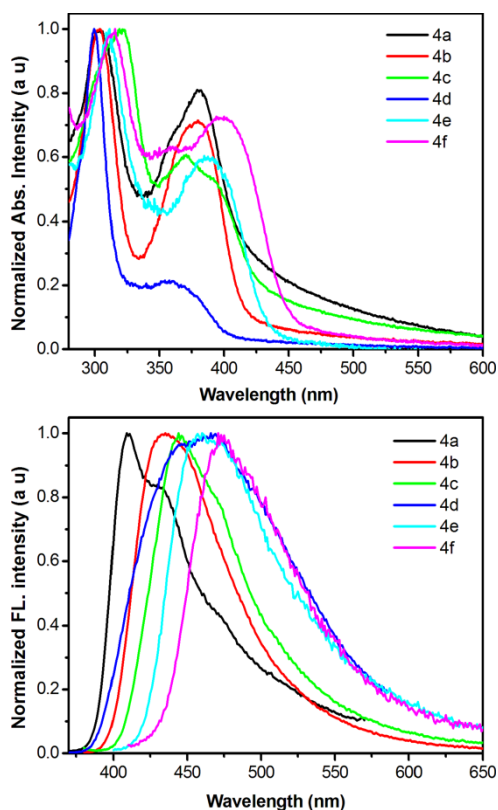 Normalized Abs. Intensity (a u)
1.0
0.8
0.6
0.4
0.2
0.0
4a
4b
4c
4d
4e
4f
300 350 400 450 500 550 600
Wavelength (nm)
Normalized FL. intensity (a u)
1.0
0.8
0.6
0.4
0.2
0.0
4a
4b
4c
4d
4e
4f
400 450 500 550 600 650
Wavelength (nm)